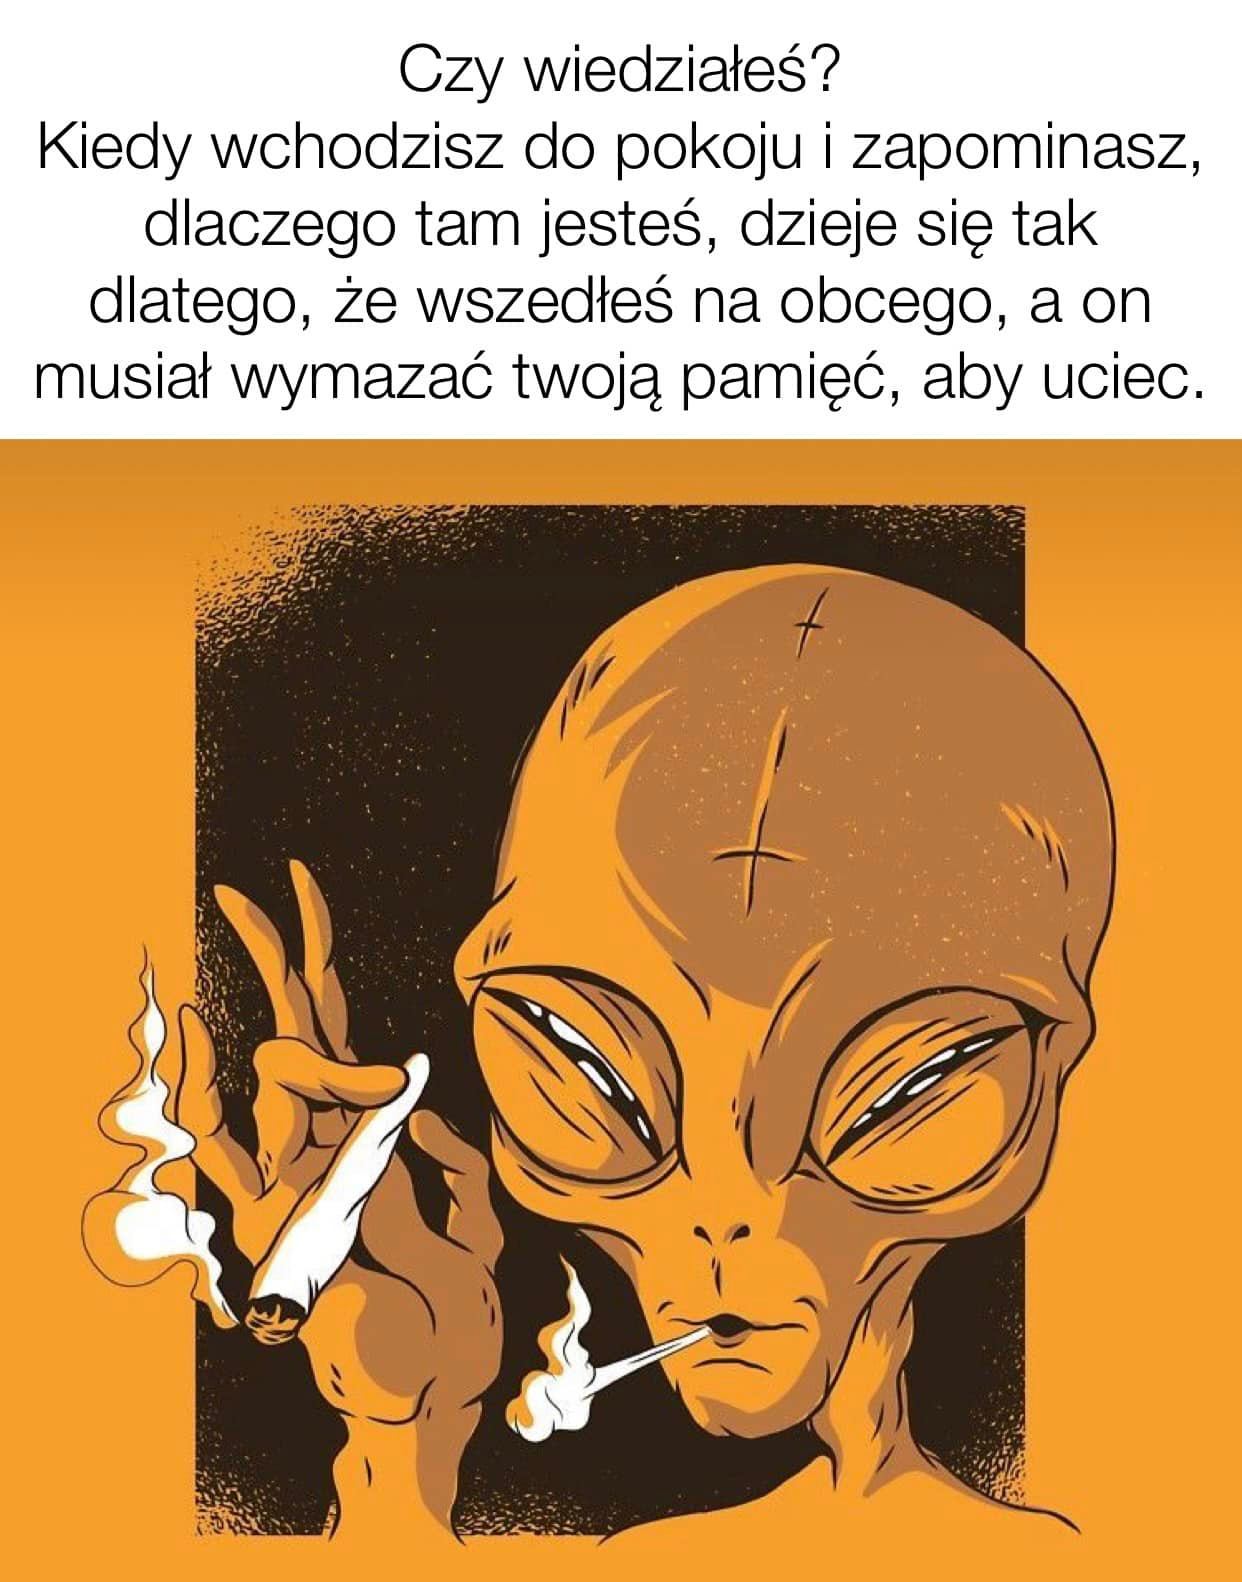 Czy wiedziałeś?
Kiedy wchodzisz do pokoju i zapominasz,
dlaczego tam jesteś, dzieje się tak
dlatego, że wszedłeś na obcego, a on
musiał wymazać twoją pamięć, aby uciec.